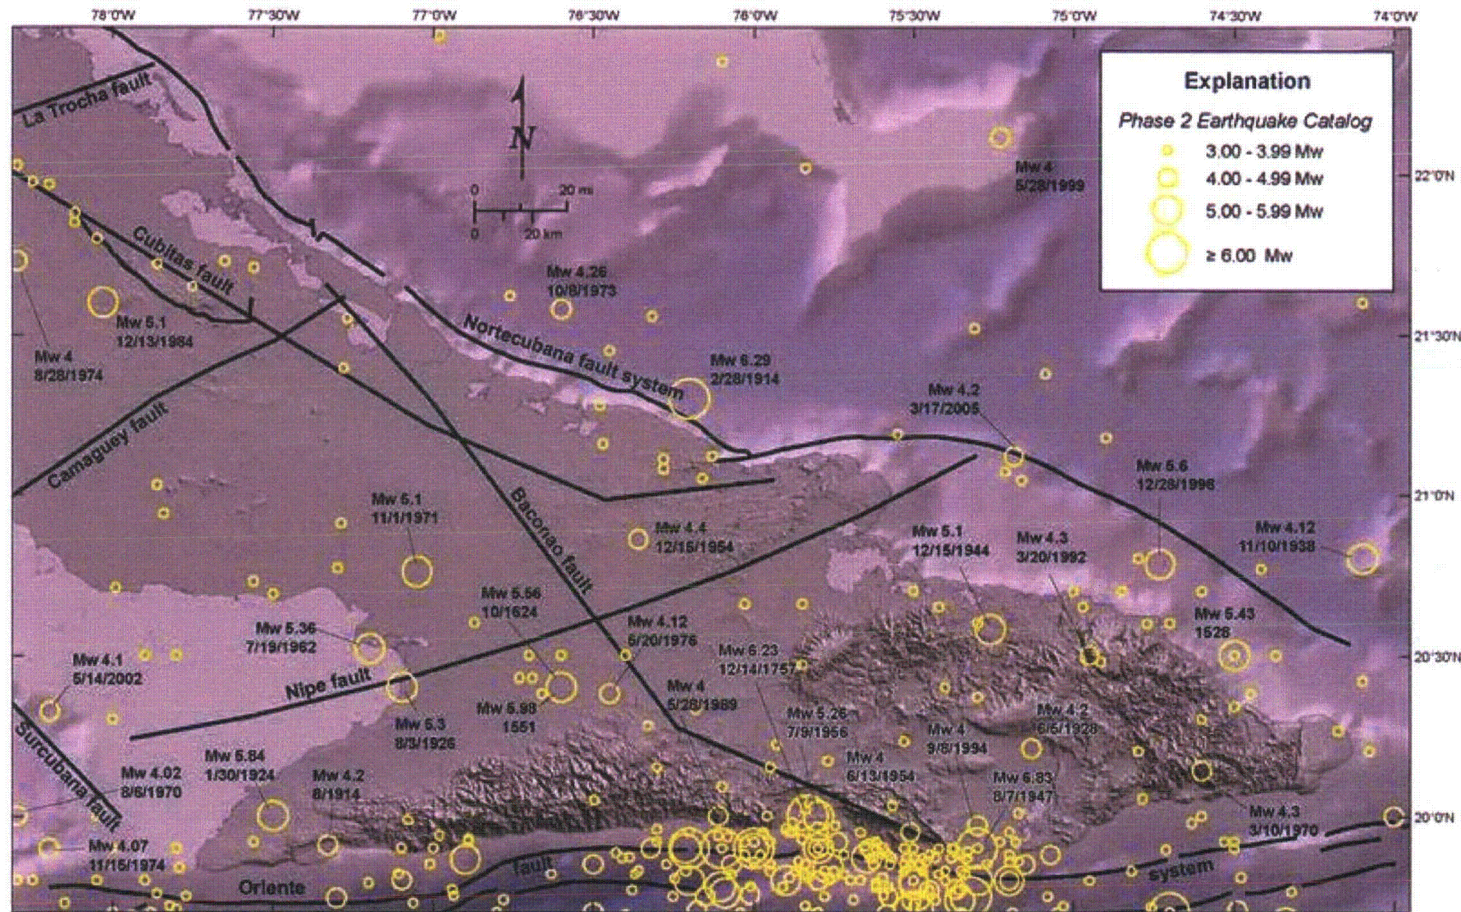 78°0'W 77°30'W 77°0'W 76°30'W 76°0'W 75°30'W 75°0'W 74°30'W 74°0'W
La Trocha fault
N
0 20 mi
0 20 km
Explanation
Phase 2 Earthquake Catalog
3.00 - 3.99 Mw
4.00 - 4.99 Mw
5.00 - 5.99 Mw
≥ 6.00 Mw
Mw 4
5/28/1999
22°0'N
Cubitas fault
Mw 4.26
10/8/1973
Mw 5.1
12/13/1984
Mw 4
8/28/1974
Nortecubana fault system
21°30'N
Mw 6.29
2/28/1914
Mw 4.2
3/17/2005
Camaguey fault
Mw 5.1
11/1/1971
Baconao fault
Mw 4.4
12/15/1954
Mw 5.1
12/15/1944
Mw 4.3
3/20/1992
Mw 5.6
12/28/1998
Mw 4.12
11/10/1938
21°0'N
Mw 5.56
10/1624
Mw 5.36
7/19/1962
Mw 4.12
5/20/1976
Mw 6.23
12/14/1757
Mw 5.43
1528
20°30'N
Mw 4.1
5/14/2002
Nipe fault
Mw 5.3
8/3/1926
Mw 5.98
1551
Mw 4
5/28/1989
Mw 5.26
7/9/1956
Mw 4
9/8/1994
Mw 4.2
6/5/1928
Surcubana fault
Mw 4.02
8/6/1970
Mw 5.84
1/30/1924
Mw 4.2
8/1914
Mw 4
6/13/1954
Mw 6.83
8/7/1947
Mw 4.3
3/10/1970
20°0'N
Mw 4.07
11/15/1974
Oriente fault system